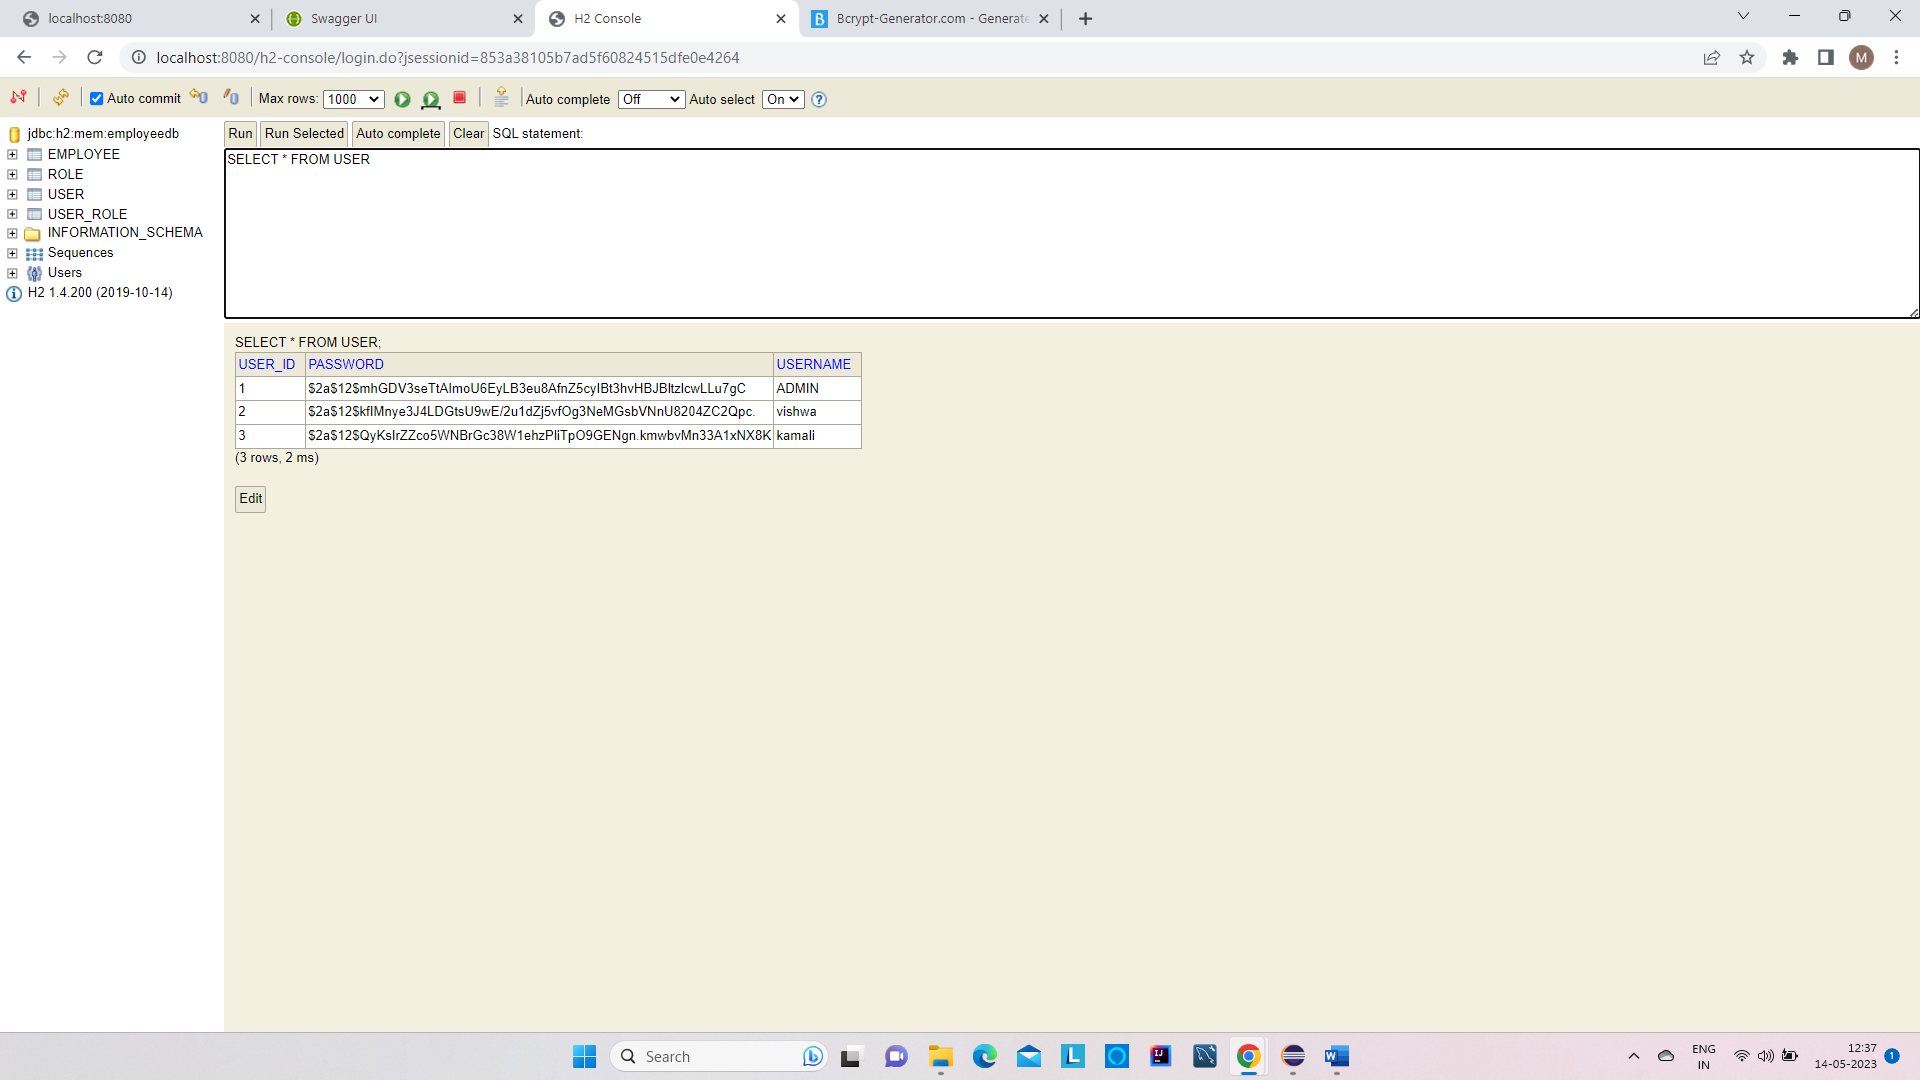 localhost:8080
Swagger UI
H2 Console
Bcrypt-Generator.com - Generate
localhost:8080/h2-console/login.do?jsessionid=853a38105b7ad5f60824515dfe0e4264
M
Auto commit
Max rows: 1000
Auto complete Off
Auto select On
jdbc:h2:mem:employeedb
EMPLOYEE
ROLE
USER
USER_ROLE
INFORMATION_SCHEMA
Sequences
Users
H2 1.4.200 (2019-10-14)
Run Run Selected Auto complete Clear SQL statement:
SELECT * FROM USER
SELECT * FROM USER;
USER_ID PASSWORD USERNAME
1 $2a$12$mhGDV3seTtAlmoU6EyLB3eu8AfnZ5cyIBt3hvHBJBItzlcwLLu7gC ADMIN
2 $2a$12$kflMnye3J4LDGtsU9wE/2u1dZj5vfOg3NeMGsbVNnU8204ZC2Qpc. vishwa
3 $2a$12$QyKsIrZZco5WNBrGc38W1ehzPIiTpO9GENgn.kmwbvMn33A1xNX8K kamali
(3 rows, 2 ms)
Edit
Search
ENG
IN
12:37
14-05-2023
1